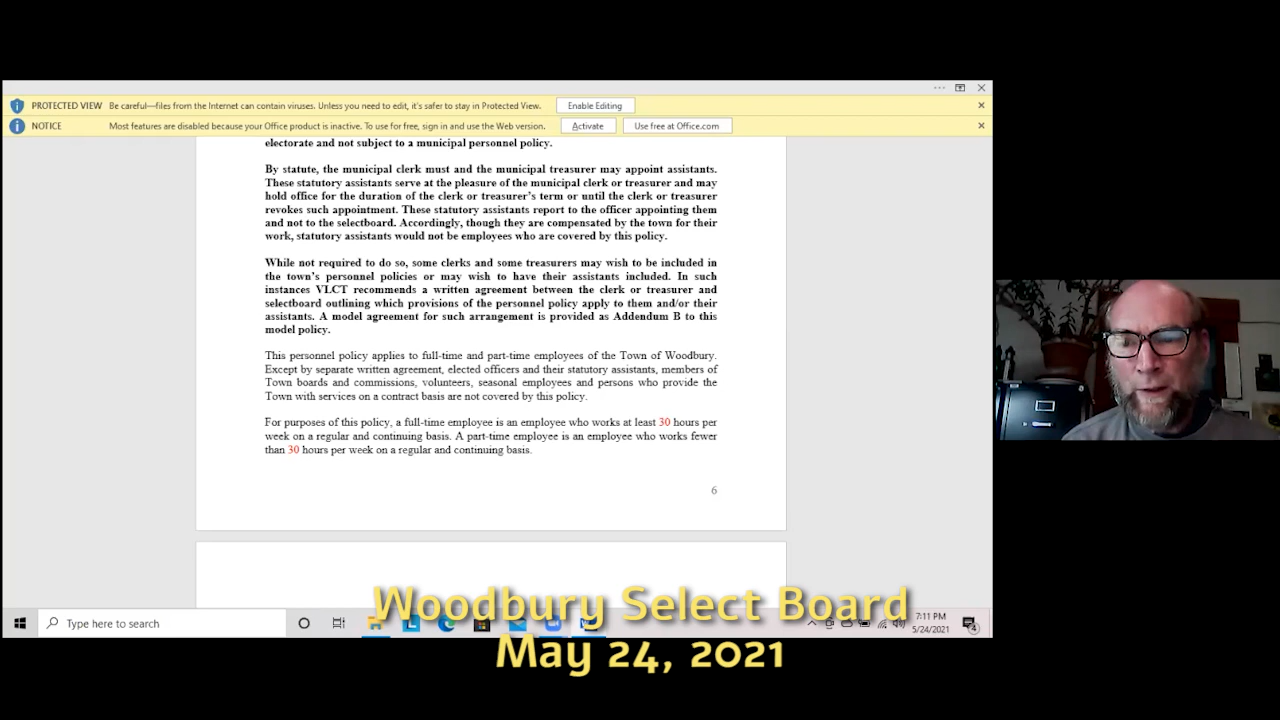 PROTECTED VIEW Be careful—files from the Internet can contain viruses. Unless you need to edit, it's safer to stay in Protected View. Enable Editing
NOTICE Most features are disabled because your Office product is inactive. To use for free, sign in and use the Web version. Activate Use free at Office.com
electorate and not subject to a municipal personnel policy.
By statute, the municipal clerk must and the municipal treasurer may appoint assistants.
These statutory assistants serve at the pleasure of the municipal clerk or treasurer and may
hold office for the duration of the clerk or treasurer's term or until the clerk or treasurer
revokes such appointment. These statutory assistants report to the officer appointing them
and not to the selectboard. Accordingly, though they are compensated by the town for their
work, statutory assistants would not be employees who are covered by this policy.
While not required to do so, some clerks and some treasurers may wish to be included in
the town's personnel policies or may wish to have their assistants included. In such
instances VLCT recommends a written agreement between the clerk or treasurer and
selectboard outlining which provisions of the personnel policy apply to them and/or their
assistants. A model agreement for such arrangement is provided as Addendum B to this
model policy.
This personnel policy applies to full-time and part-time employees of the Town of Woodbury.
Except by separate written agreement, elected officers and their statutory assistants, members of
Town boards and commissions, volunteers, seasonal employees and persons who provide the
Town with services on a contract basis are not covered by this policy.
For purposes of this policy, a full-time employee is an employee who works at least 30 hours per
week on a regular and continuing basis. A part-time employee is an employee who works fewer
than 30 hours per week on a regular and continuing basis.
6
Woodbury Select Board
May 24, 2021
Type here to search
7:11 PM
5/24/2021
4